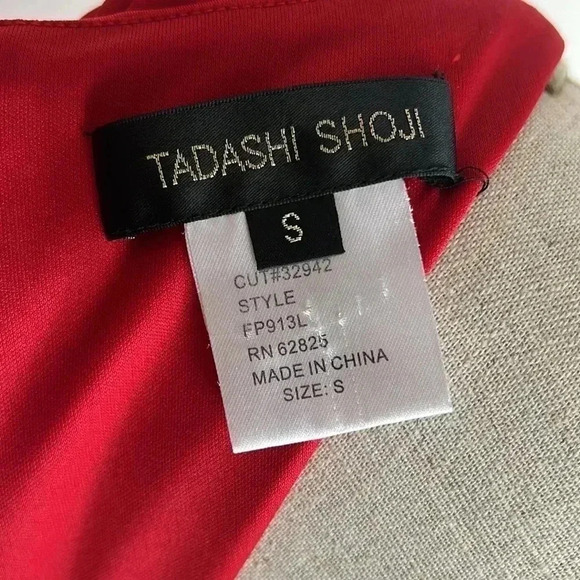 TADASHI SHOJI
S
CUT#32942
STYLE
FP913L
RN 62825
MADE IN CHINA
SIZE: S